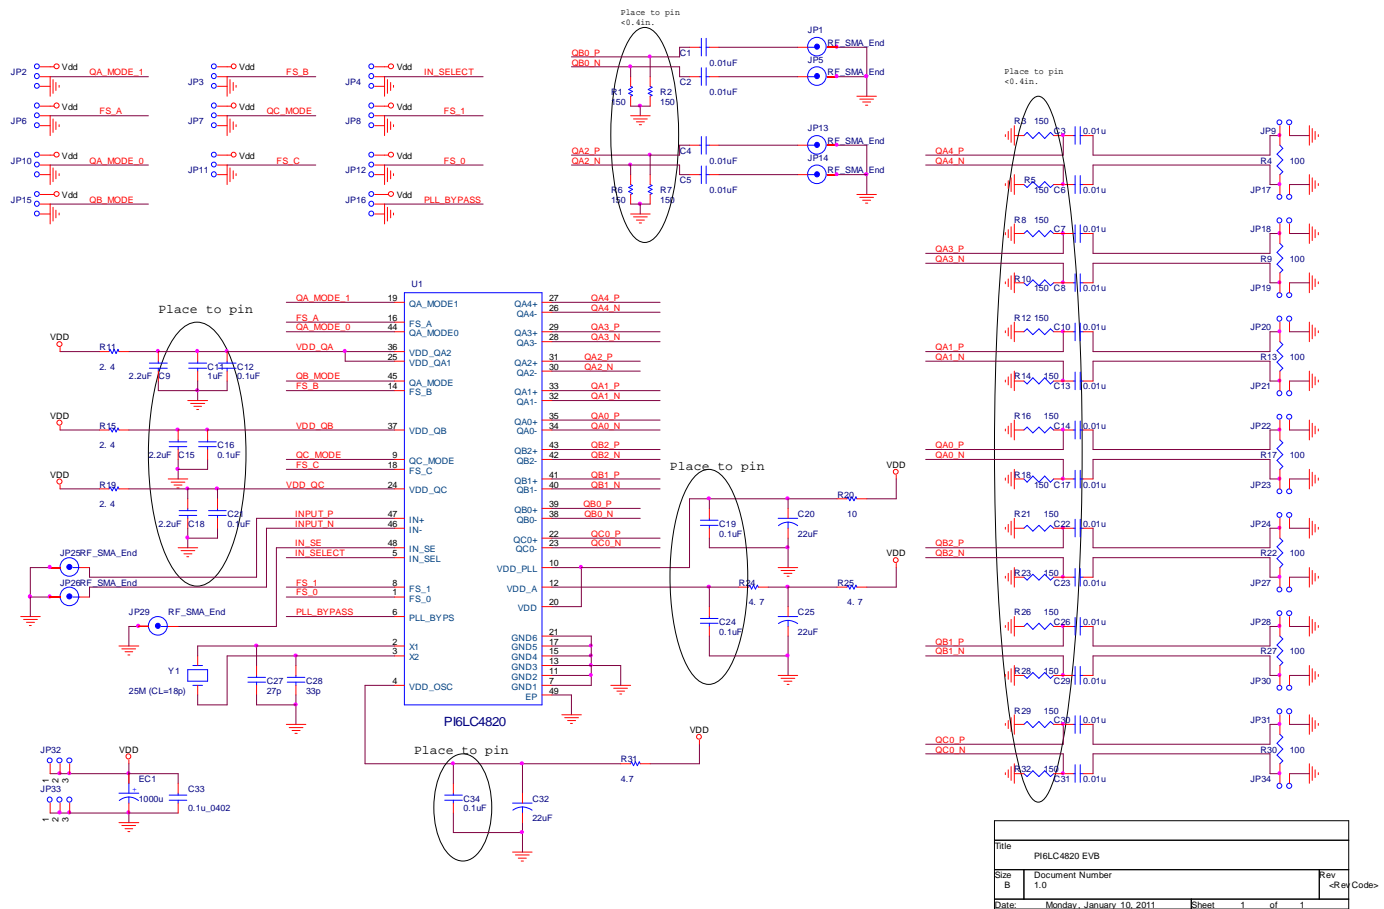 Place to pin
<0.4in.
JP2 Vdd QA_MODE_1
JP3 Vdd FS_B
JP4 Vdd IN_SELECT
JP6 Vdd FS_A
JP7 Vdd QC_MODE
JP8 Vdd FS_1
JP10 Vdd QA_MODE_0
JP11 Vdd FS_C
JP12 Vdd FS_0
JP15 Vdd QB_MODE
JP16 Vdd PLL_BYPASS
QB0_P
QB0_N
C1 0.01uF
C2 0.01uF
R1 150
R2 150
JP1 RF_SMA_End
JP5 RF_SMA_End
QA2_P
QA2_N
C4 0.01uF
C5 0.01uF
R6 150
R7 150
JP13 RF_SMA_End
JP14 RF_SMA_End
Place to pin
<0.4in.
R3 150 C3 0.01u JP9
QA4_P
QA4_N
R4 100
R5 150 C6 0.01u JP17
R8 150 C7 0.01u JP18
QA3_P
QA3_N
R9 100
R10 150 C8 0.01u JP19
R12 150 C10 0.01u JP20
QA1_P
QA1_N
R13 100
R14 150 C13 0.01u JP21
R16 150 C14 0.01u JP22
QA0_P
QA0_N
R17 100
R18 150 C17 0.01u JP23
R21 150 C22 0.01u JP24
QB2_P
QB2_N
R22 100
R23 150 C23 0.01u JP27
R26 150 C26 0.01u JP28
QB1_P
QB1_N
R27 100
R28 150 C29 0.01u JP30
R29 150 C30 0.01u JP31
QC0_P
QC0_N
R30 100
R32 150 C31 0.01u JP34
U1
QA_MODE_1 19 QA_MODE1
FS_A 16 FS_A
QA_MODE_0 44 QA_MODE0
VDD_QA 36 VDD_QA2
25 VDD_QA1
QB_MODE 45 QA_MODE
FS_B 14 FS_B
VDD_QB 37 VDD_QB
QC_MODE 9 QC_MODE
FS_C 18 FS_C
VDD_QC 24 VDD_QC
INPUT_P 47 IN+
INPUT_N 46 IN-
IN_SE 48 IN_SE
IN_SELECT 5 IN_SEL
FS_1 8 FS_1
FS_0 1 FS_0
PLL_BYPASS 6 PLL_BYPS
2 X1
3 X2
4 VDD_OSC
QA4+ 27 QA4_P
QA4- 26 QA4_N
QA3+ 29 QA3_P
QA3- 28 QA3_N
QA2+ 31 QA2_P
QA2- 30 QA2_N
QA1+ 33 QA1_P
QA1- 32 QA1_N
QA0+ 35 QA0_P
QA0- 34 QA0_N
QB2+ 43 QB2_P
QB2- 42 QB2_N
QB1+ 41 QB1_P
QB1- 40 QB1_N
QB0+ 39 QB0_P
QB0- 38 QB0_N
QC0+ 22 QC0_P
QC0- 23 QC0_N
VDD_PLL 10
VDD_A 12
VDD 20
GND6 21
GND5 17
GND4 15
GND3 13
GND2 11
GND1 7
EP 49
PI6LC4820
Place to pin
VDD R11 2. 4
2.2uF C9
C11 1uF
C12 0.1uF
VDD R15 2. 4
2.2uF C15
C16 0.1uF
VDD R19 2. 4
2.2uF C18
C21 0.1uF
JP25 RF_SMA_End
JP26 RF_SMA_End
JP29 RF_SMA_End
Y1
25M (CL=18p)
C27 27p
C28 33p
Place to pin
C19 0.1uF
C20 22uF
R20 10
VDD
C24 0.1uF
R24 4. 7
C25 22uF
R25 4. 7
VDD
Place to pin
C34 0.1uF
C32 22uF
R31 4.7
VDD
JP32
1 2 3
JP33
1 2 3
VDD
EC1
+
1000u
C33
0.1u_0402
Title
PI6LC4820 EVB
Size Document Number Rev
B 1.0 <RevCode>
Date: Monday, January 10, 2011 Sheet 1 of 1